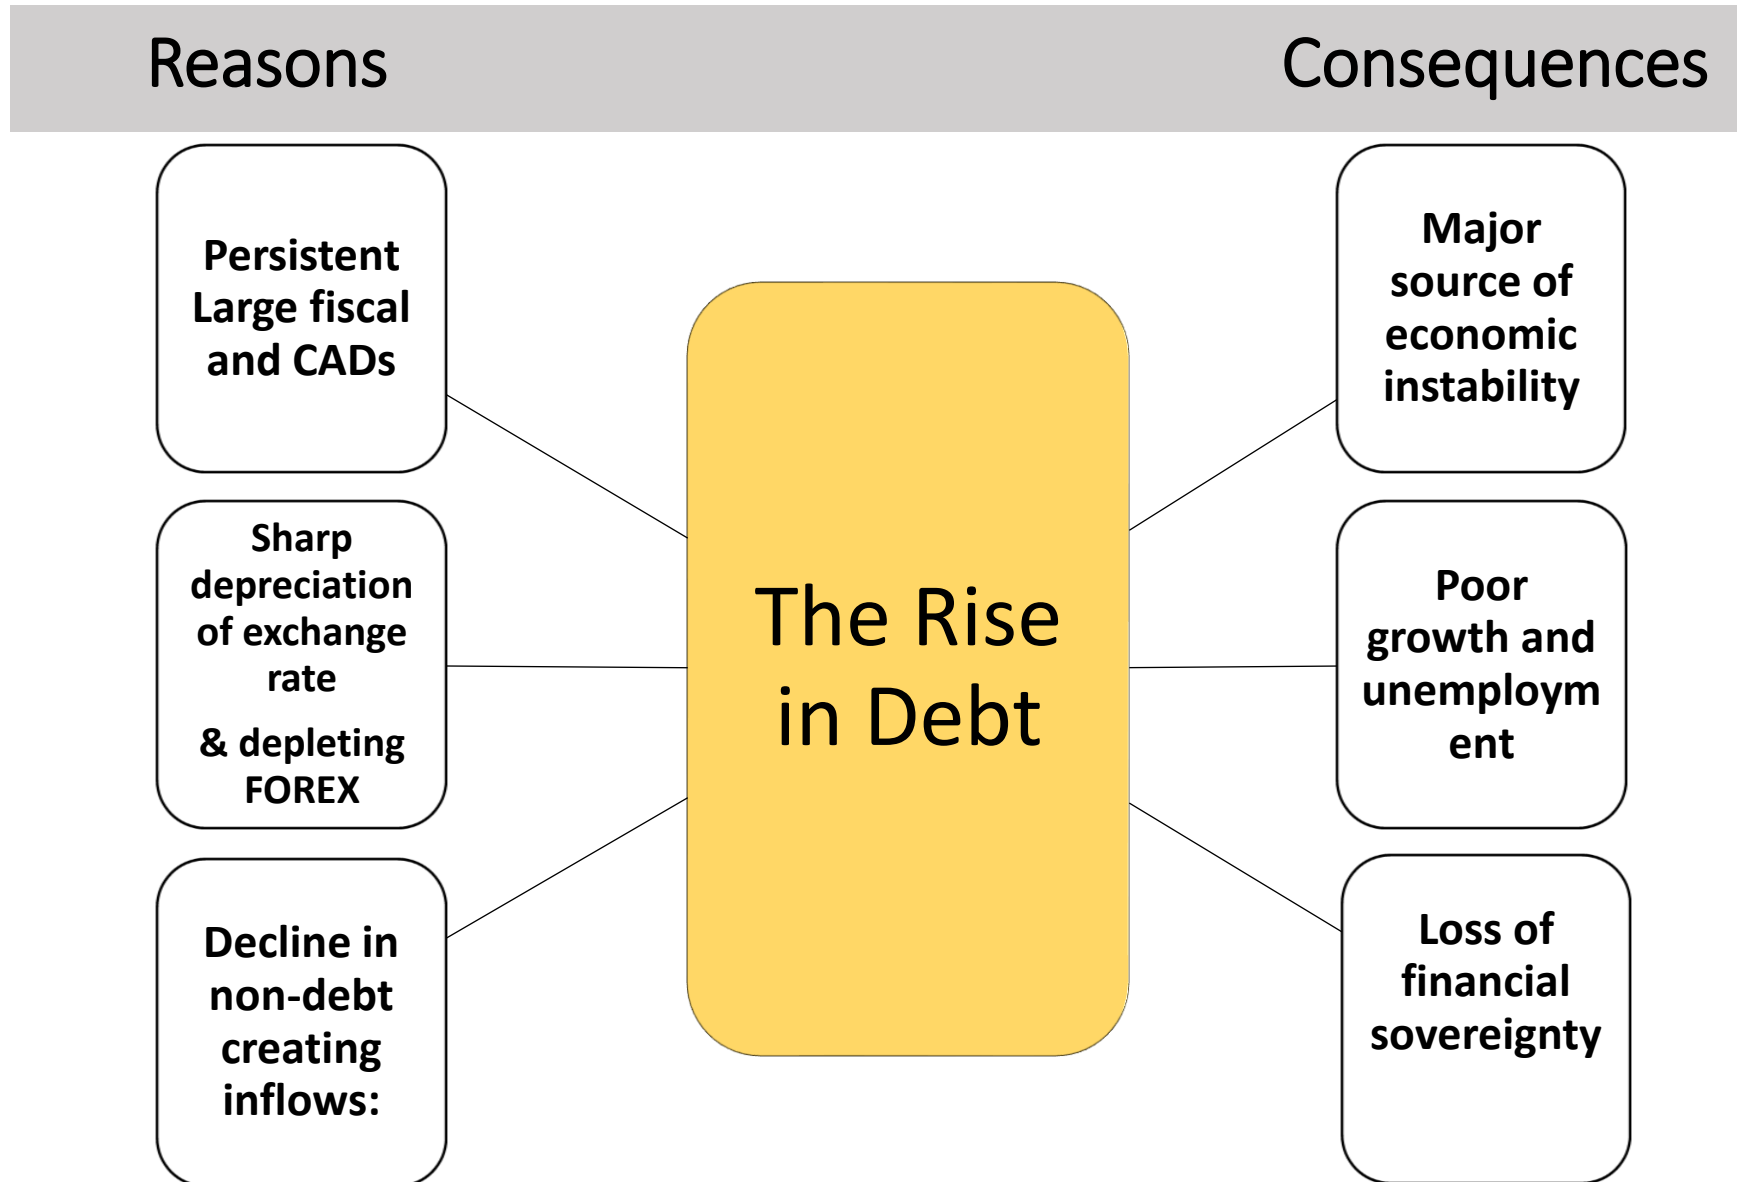 Reasons
Consequences
Persistent
Large fiscal
and CADs
Sharp
depreciation
of exchange
rate
& depleting
FOREX
Decline in
non-debt
creating
inflows:
The Rise
in Debt
Major
source of
economic
instability
Poor
growth and
unemploym
ent
Loss of
financial
sovereignty